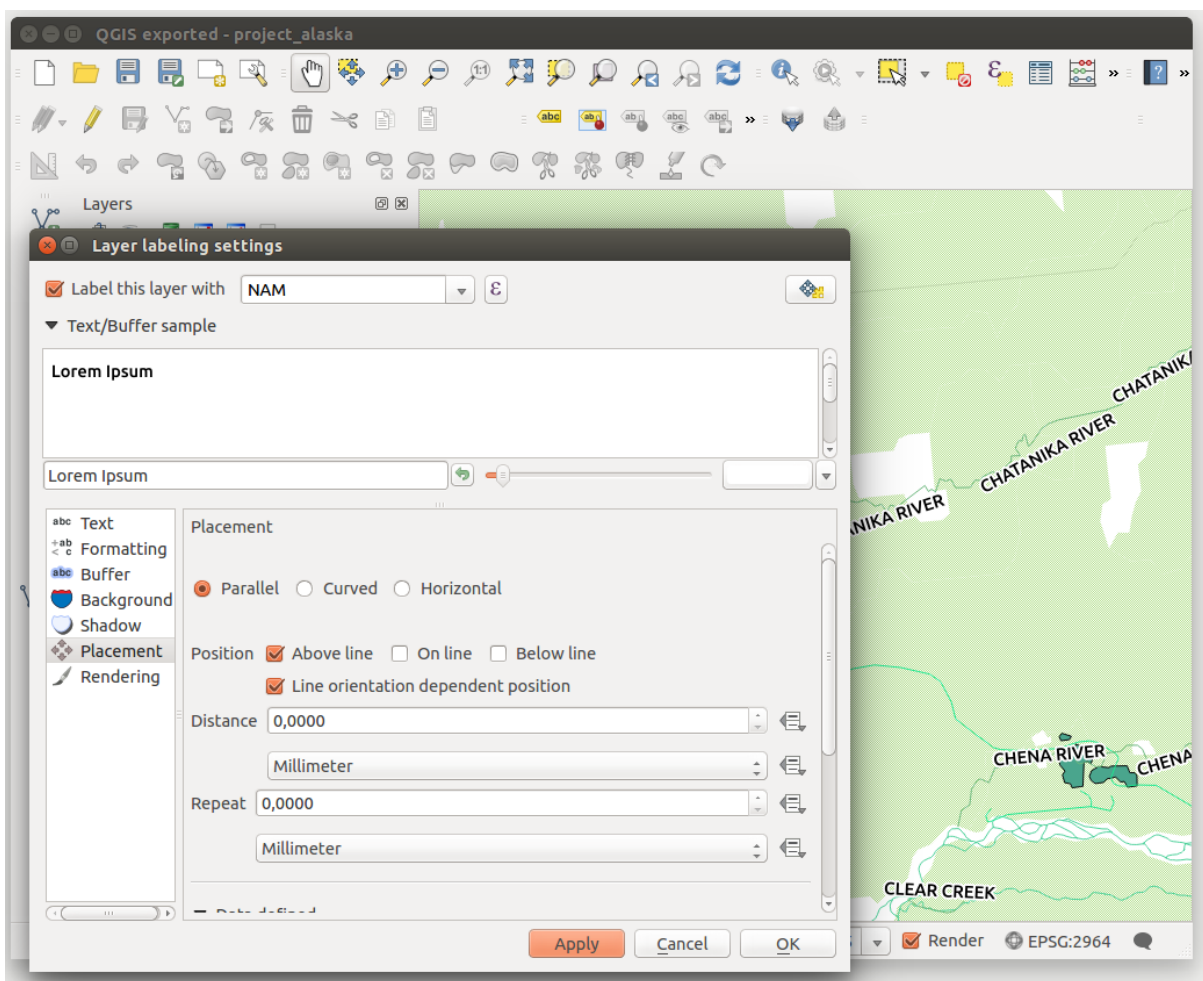 QGIS exported - project_alaska
1:1
abc
Layers
Layer labeling settings
Label this layer with NAM ε
Text/Buffer sample
Lorem Ipsum
Lorem Ipsum
Text
Formatting
Buffer
Background
Shadow
Placement
Rendering
Placement
Parallel Curved Horizontal
Position Above line On line Below line
Line orientation dependent position
Distance 0,0000
Millimeter
Repeat 0,0000
Millimeter
Apply Cancel OK
CHATANIKA
CHATANIKA RIVER
NIKA RIVER
CHENA RIVER
CHENA
CLEAR CREEK
Render EPSG:2964